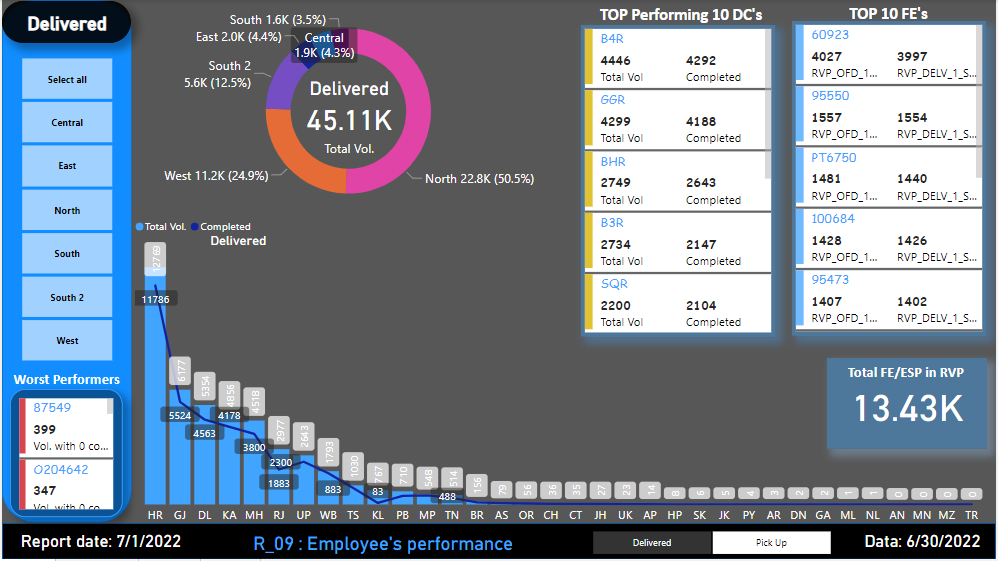 Delivered
Select all
Central
East
North
South
South 2
West
Worst Performers
87549
399
Vol. with 0 co...
O204642
347
Vol. with 0 co...
South 1.6K (3.5%)
East 2.0K (4.4%)
Central
1.9K (4.3%)
South 2
5.6K (12.5%)
Delivered
45.11K
Total Vol.
West 11.2K (24.9%)
North 22.8K (50.5%)
Total Vol. Completed
Delivered
12769 6177 5354 4856 4518 2977 2643 1793 1030 767 710 548 514 156 79 56 36 35 27 23 14 8 6 5 4 3 2 2 1 1 0 0 0 0
11786 5524 4563 4178 3800 1883 2300 883 83 488
HR GJ DL KA MH RJ UP WB TS KL PB MP TN BR AS OR CH CT JH UK AP HP SK JK PY AR DN GA ML NL AN MN MZ TR
TOP Performing 10 DC's
B4R
4446 4292
Total Vol Completed
GGR
4299 4188
Total Vol Completed
BHR
2749 2643
Total Vol Completed
B3R
2734 2147
Total Vol Completed
SQR
2200 2104
Total Vol Completed
TOP 10 FE's
60923
4027 3997
RVP_OFD_1... RVP_DELV_1_S...
95550
1557 1554
RVP_OFD_1... RVP_DELV_1_S...
PT6750
1481 1440
RVP_OFD_1... RVP_DELV_1_S...
100684
1428 1426
RVP_OFD_1... RVP_DELV_1_S...
95473
1407 1402
RVP_OFD_1... RVP_DELV_1_S...
Total FE/ESP in RVP
13.43K
Report date: 7/1/2022
R_09 : Employee's performance
Delivered
Pick Up
Data: 6/30/2022